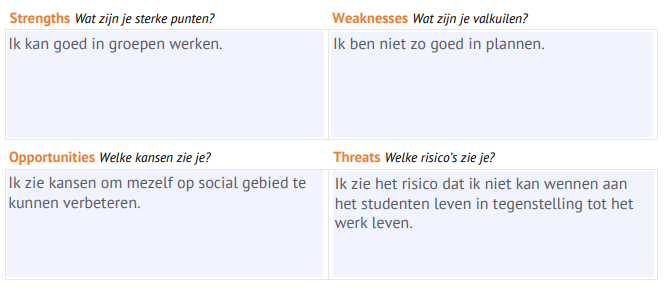 Strengths Wat zijn je sterke punten?
Ik kan goed in groepen werken.
Weaknesses Wat zijn je valkuilen?
Ik ben niet zo goed in plannen.
Opportunities Welke kansen zie je?
Ik zie kansen om mezelf op social gebied te
kunnen verbeteren.
Threats Welke risico's zie je?
Ik zie het risico dat ik niet kan wennen aan
het studenten leven in tegenstelling tot het
werk leven.